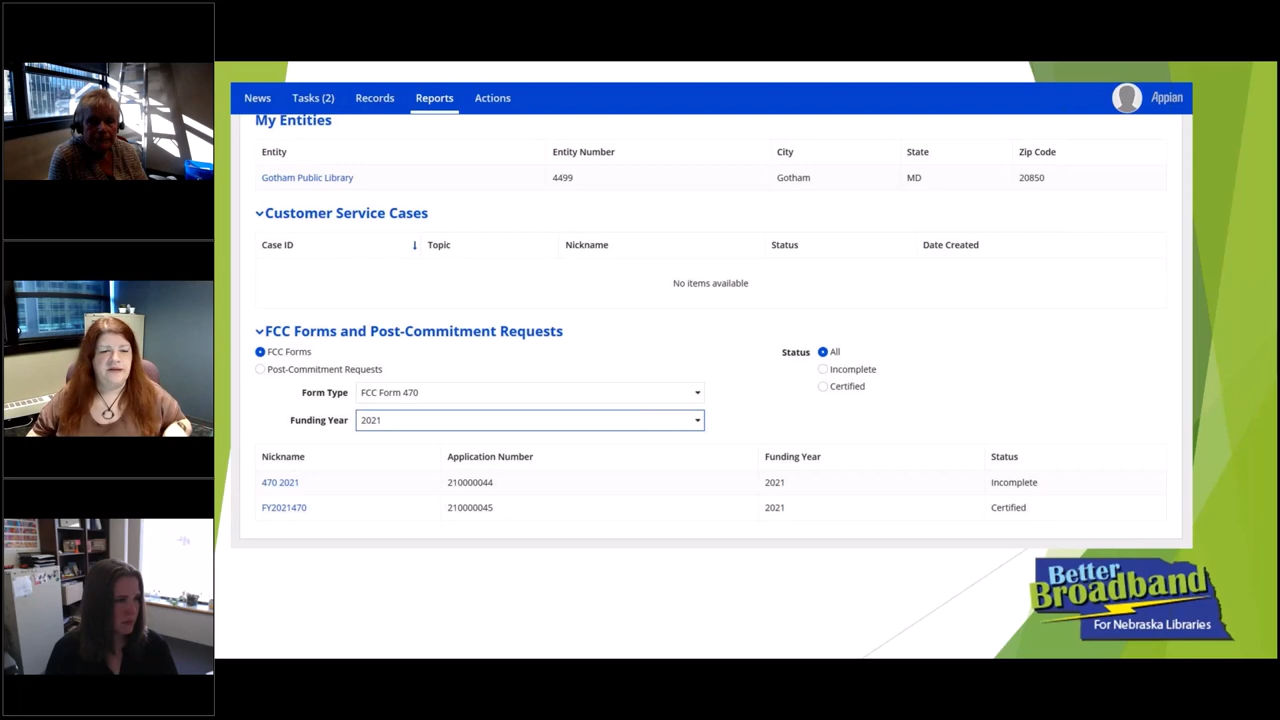 News Tasks (2) Records Reports Actions Appian
My Entities
Entity Entity Number City State Zip Code
Gotham Public Library 4499 Gotham MD 20850
Customer Service Cases
Case ID Topic Nickname Status Date Created
No items available
FCC Forms and Post-Commitment Requests
FCC Forms Status All
Post-Commitment Requests Incomplete
Certified
Form Type FCC Form 470
Funding Year 2021
Nickname Application Number Funding Year Status
470 2021 210000044 2021 Incomplete
FY2021470 210000045 2021 Certified
Better
Broadband
For Nebraska Libraries